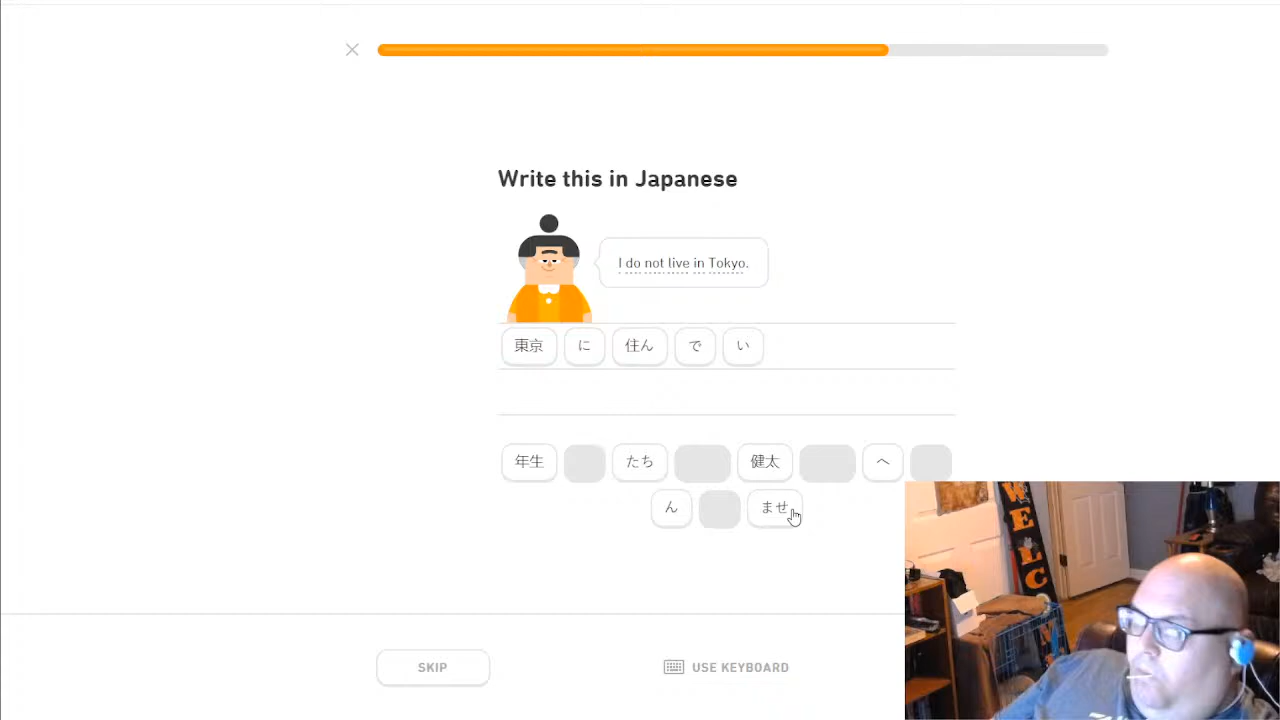 Write this in Japanese
I do not live in Tokyo.
東京 に 住ん で い
年生 たち 健太 へ
ん ませ
SKIP
USE KEYBOARD
WELC